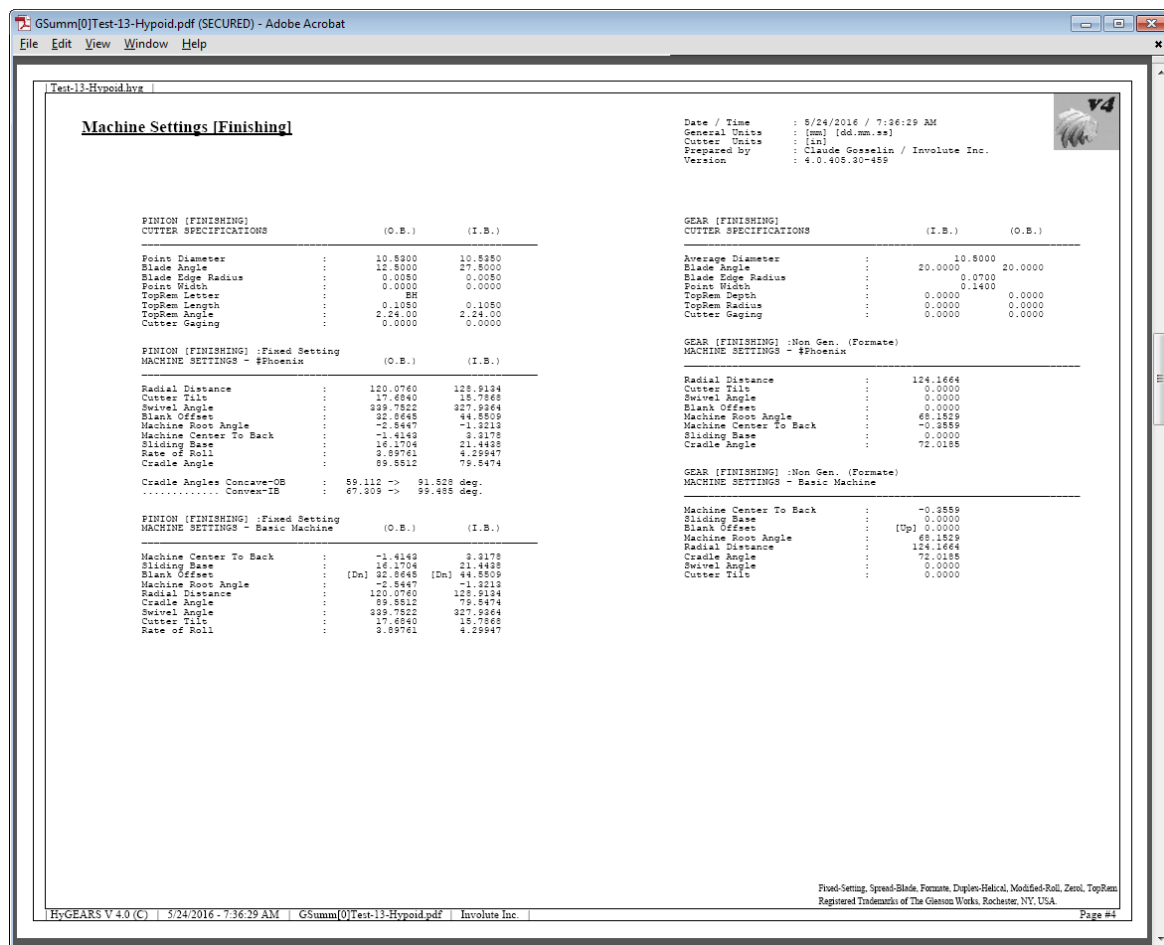 GSumm[0]Test-13-Hypoid.pdf (SECURED) - Adobe Acrobat
File Edit View Window Help
| Test-13-Hypoid.hyg |
Machine Settings [Finishing]
v4
Date / Time : 5/24/2016 / 7:36:29 AM
General Units : [mm] [dd.mm.ss]
Cutter Units : [in]
Prepared by : Claude Gosselin / Involute Inc.
Version : 4.0.405.30-459
PINION [FINISHING]
CUTTER SPECIFICATIONS (O.B.) (I.B.)
Point Diameter : 10.5300 10.5350
Blade Angle : 12.5000 27.5000
Blade Edge Radius : 0.0050 0.0050
Point Width : 0.0000 0.0000
TopRem Letter : BH
TopRem Length : 0.1050 0.1050
TopRem Angle : 2.24.00 2.24.00
Cutter Gaging : 0.0000 0.0000
PINION [FINISHING] :Fixed Setting
MACHINE SETTINGS - #Phoenix (O.B.) (I.B.)
Radial Distance : 120.0760 128.9134
Cutter Tilt : 17.6840 15.7868
Swivel Angle : 339.7522 327.9364
Blank Offset : 32.8645 44.5509
Machine Root Angle : -2.5447 -1.3213
Machine Center To Back : -1.4143 3.3178
Sliding Base : 16.1704 21.4438
Rate of Roll : 3.89761 4.29947
Cradle Angle : 89.5512 79.5474
Cradle Angles Concave-OB : 59.112 -> 91.528 deg.
............. Convex-IB : 67.309 -> 99.485 deg.
PINION [FINISHING] :Fixed Setting
MACHINE SETTINGS - Basic Machine (O.B.) (I.B.)
Machine Center To Back : -1.4143 3.3178
Sliding Base : 16.1704 21.4438
Blank Offset : [Dn] 32.8645 [Dn] 44.5509
Machine Root Angle : -2.5447 -1.3213
Radial Distance : 120.0760 128.9134
Cradle Angle : 89.5512 79.5474
Swivel Angle : 339.7522 327.9364
Cutter Tilt : 17.6840 15.7868
Rate of Roll : 3.89761 4.29947
GEAR [FINISHING]
CUTTER SPECIFICATIONS (I.B.) (O.B.)
Average Diameter : 10.5000
Blade Angle : 20.0000 20.0000
Blade Edge Radius : 0.0700
Point Width : 0.1400
TopRem Depth : 0.0000 0.0000
TopRem Radius : 0.0000 0.0000
Cutter Gaging : 0.0000 0.0000
GEAR [FINISHING] :Non Gen. (Formate)
MACHINE SETTINGS - #Phoenix
Radial Distance : 124.1664
Cutter Tilt : 0.0000
Swivel Angle : 0.0000
Blank Offset : 0.0000
Machine Root Angle : 68.1529
Machine Center To Back : -0.3559
Sliding Base : 0.0000
Cradle Angle : 72.0185
GEAR [FINISHING] :Non Gen. (Formate)
MACHINE SETTINGS - Basic Machine
Machine Center To Back : -0.3559
Sliding Base : 0.0000
Blank Offset : [Up] 0.0000
Machine Root Angle : 68.1529
Radial Distance : 124.1664
Cradle Angle : 72.0185
Swivel Angle : 0.0000
Cutter Tilt : 0.0000
Fixed-Setting, Spread-Blade, Formate, Duplex-Helical, Modified-Roll, Zerol, TopRem
Registered Trademarks of The Gleason Works, Rochester, NY, USA.
| HyGEARS V 4.0 (C) | 5/24/2016 - 7:36:29 AM | GSumm[0]Test-13-Hypoid.pdf | Involute Inc. | Page #4